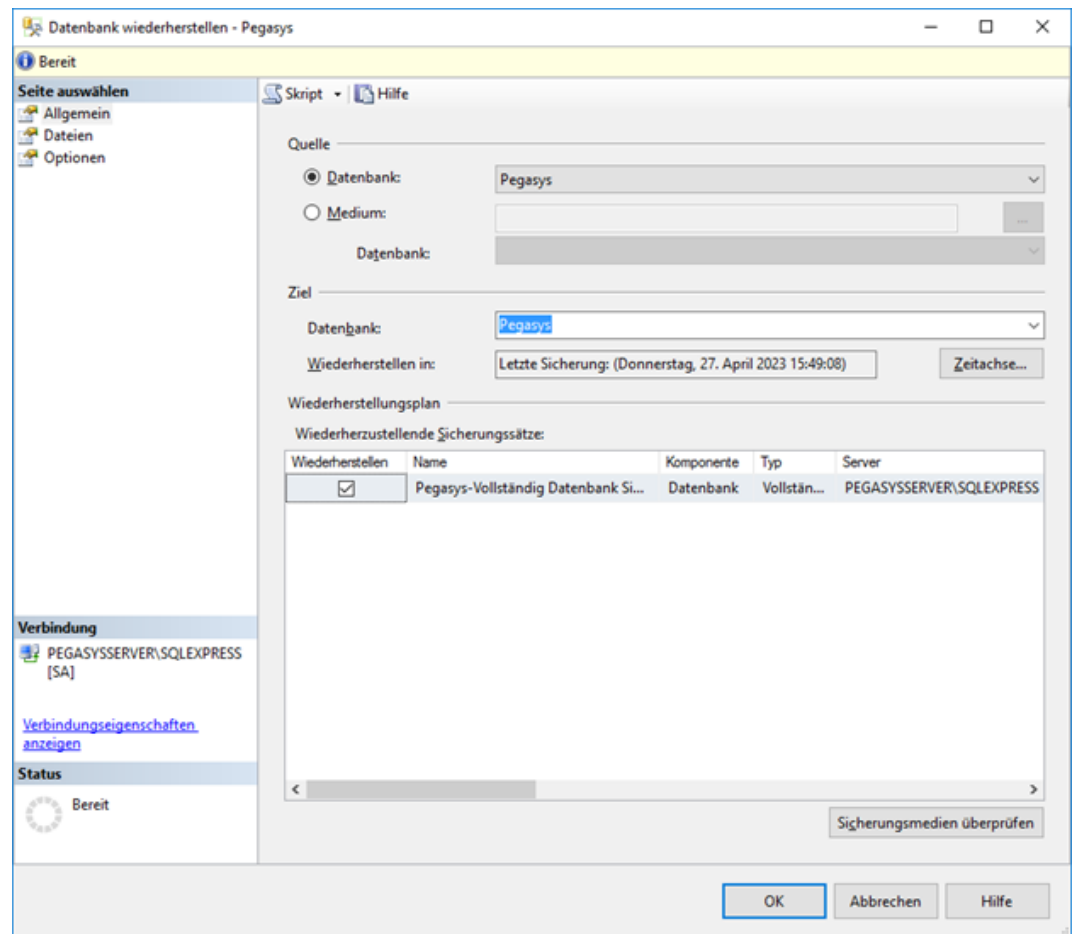 Datenbank wiederherstellen - Pegasys
Bereit
Seite auswählen
Allgemein
Dateien
Optionen
Skript
Hilfe
Quelle
Datenbank:
Pegasys
Medium:
...
Datenbank:
Ziel
Datenbank:
Pegasys
Wiederherstellen in:
Letzte Sicherung: (Donnerstag, 27. April 2023 15:49:08)
Zeitachse...
Wiederherstellungsplan
Wiederherzustellende Sicherungssätze:
Wiederherstellen Name Komponente Typ Server
Pegasys-Vollständig Datenbank Si... Datenbank Vollstän... PEGASYSSERVER\SQLEXPRESS
Verbindung
PEGASYSSERVER\SQLEXPRESS
[SA]
Verbindungseigenschaften
anzeigen
Status
Bereit
Sicherungsmedien überprüfen
OK
Abbrechen
Hilfe